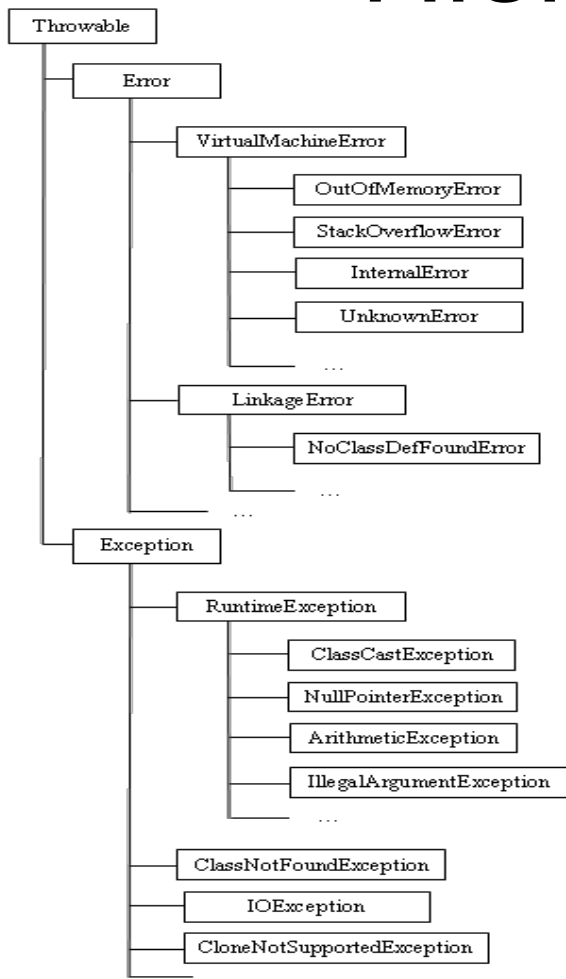 Throwable
Error
VirtualMachineError
OutOfMemoryError
StackOverflowError
InternalError
UnknownError
...
LinkageError
NoClassDefFoundError
...
...
Exception
RuntimeException
ClassCastException
NullPointerException
ArithmeticException
IllegalArgumentException
...
ClassNotFoundException
IOException
CloneNotSupportedException